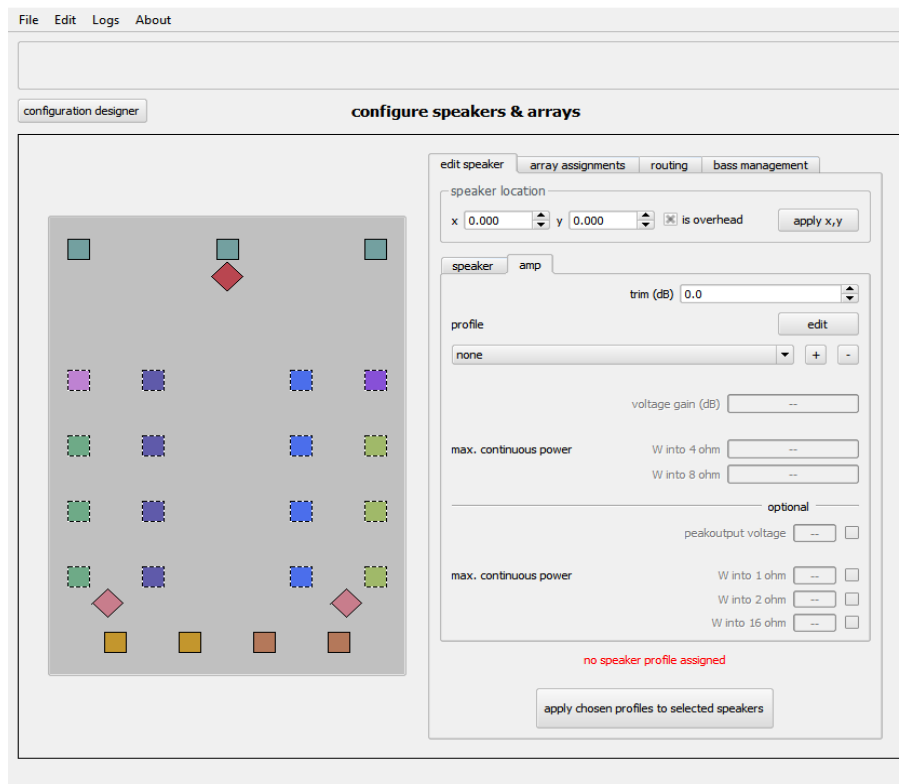 File Edit Logs About
configuration designer
configure speakers & arrays
edit speaker array assignments routing bass management
speaker location
x 0.000 y 0.000 is overhead apply x,y
speaker amp
trim (dB) 0.0
profile edit
none + -
voltage gain (dB) --
max. continuous power W into 4 ohm --
W into 8 ohm --
optional
peakoutput voltage --
max. continuous power W into 1 ohm --
W into 2 ohm --
W into 16 ohm --
no speaker profile assigned
apply chosen profiles to selected speakers